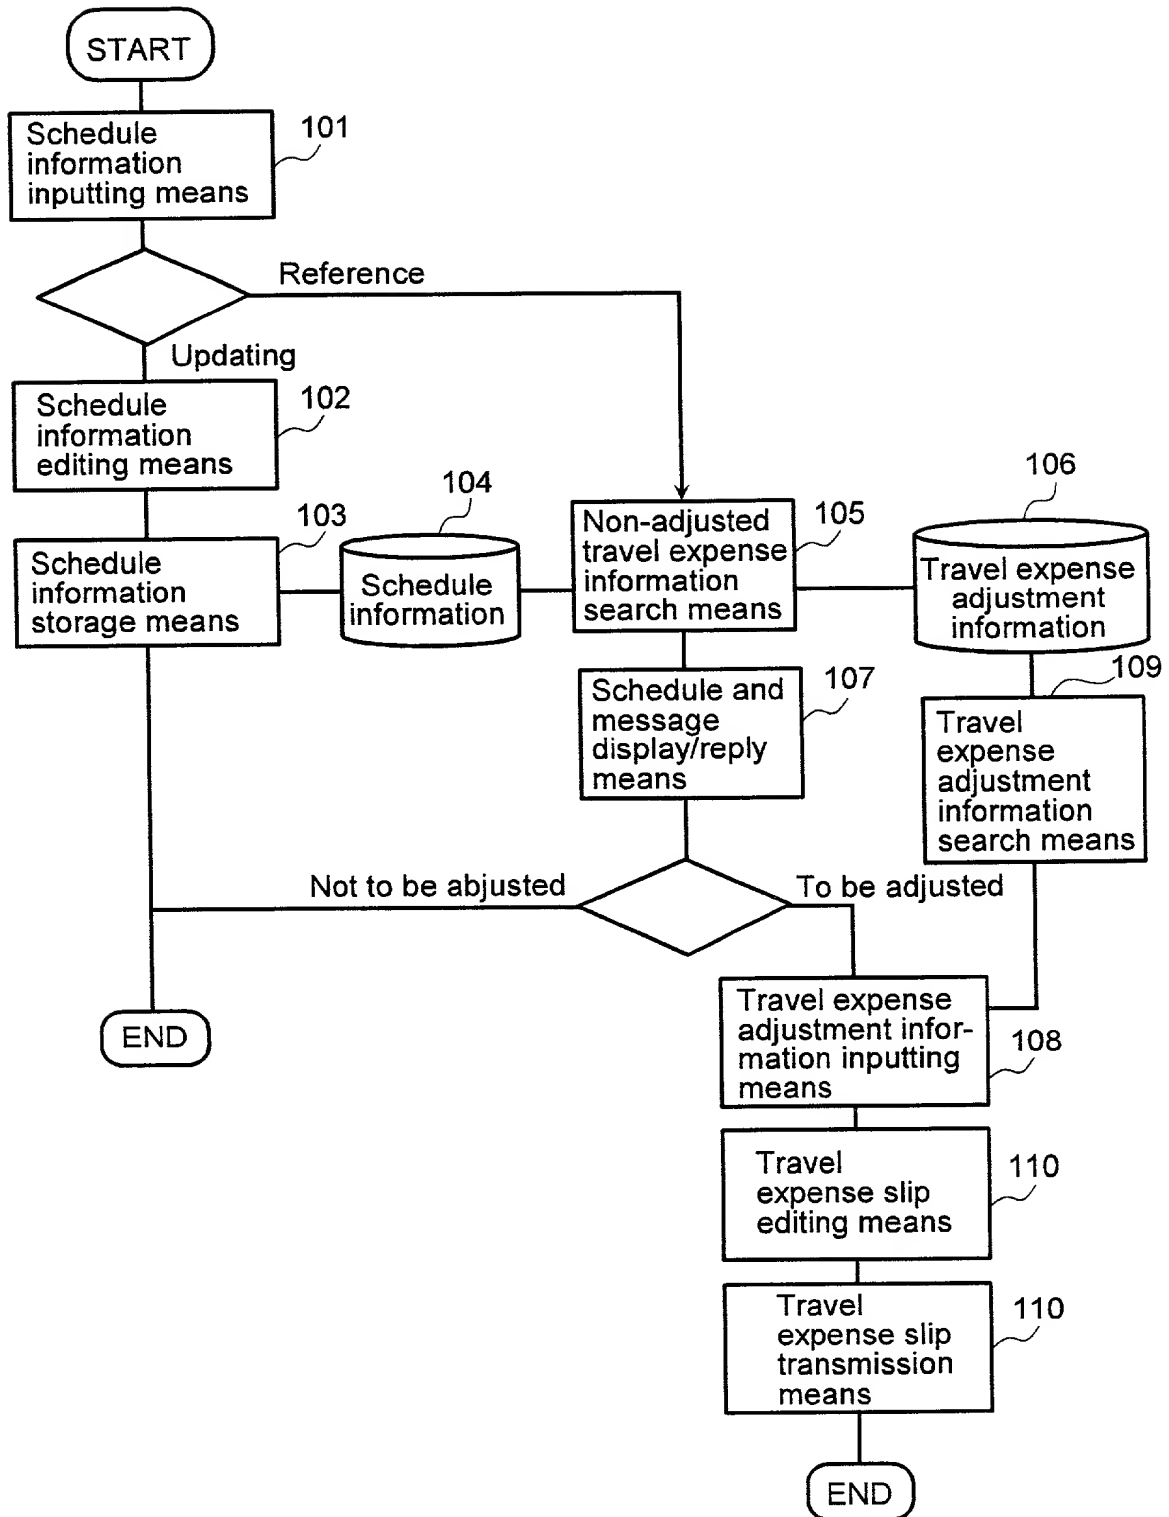 START
Schedule
information
inputting means
101
Reference
Updating
Schedule
information
editing means
102
Schedule
information
storage means
103
104
Schedule
information
Non-adjusted
travel expense
information
search means
105
106
Travel expense
adjustment
information
Schedule and
message
display/reply
means
107
109
Travel
expense
adjustment
information
search means
Not to be abjusted
To be adjusted
END
Travel expense
adjustment infor-
mation inputting
means
108
Travel
expense slip
editing means
110
Travel
expense slip
transmission
means
110
END